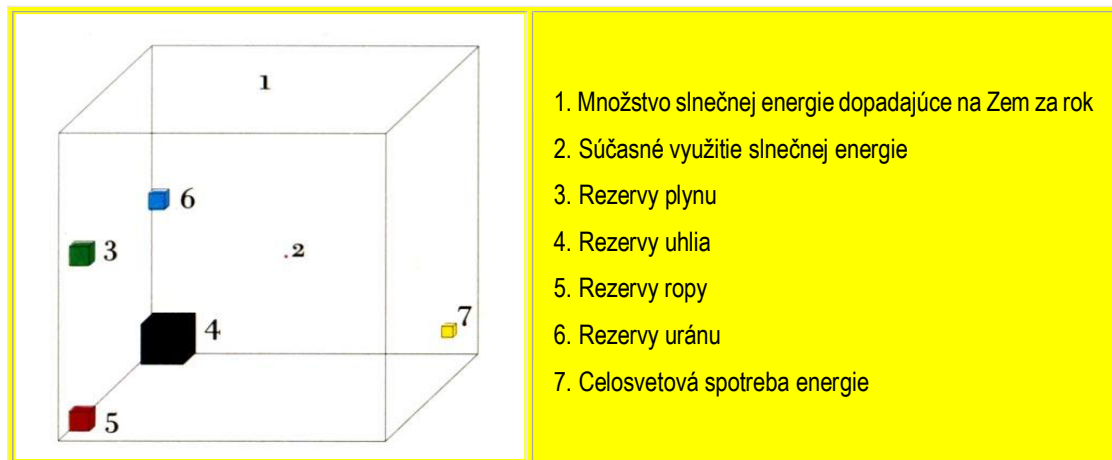 1
6
3
.2
7
4
5
1. Množstvo slnečnej energie dopadajúce na Zem za rok
2. Súčasné využitie slnečnej energie
3. Rezervy plynu
4. Rezervy uhlia
5. Rezervy ropy
6. Rezervy uránu
7. Celosvetová spotreba energie